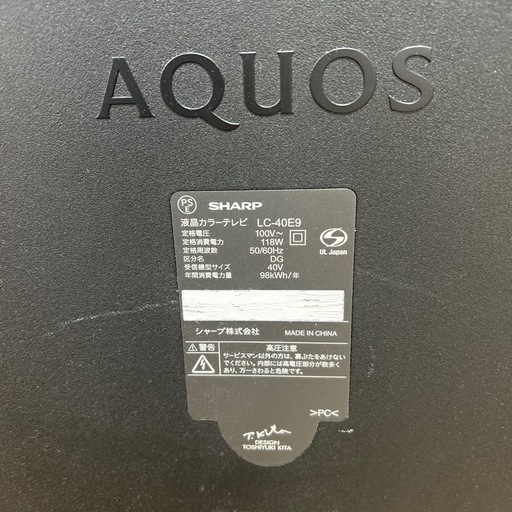 AQUOS
PS
E
SHARP
液晶カラーテレビ LC-40E9
定格電圧 100V～
定格消費電力 118W
定格周波数 50/60Hz
区分名 DG
受信機型サイズ 40V
年間消費電力量 98kWh/年
UL Japan
シャープ株式会社 MADE IN CHINA
警告 高圧注意
サービスマン以外の方は、裏ぶたをあけない
でください。内部には高電圧部分が数多く
あり、万一さわると危険です。
>PC<
T.Kita
DESIGN
TOSHIYUKI KITA